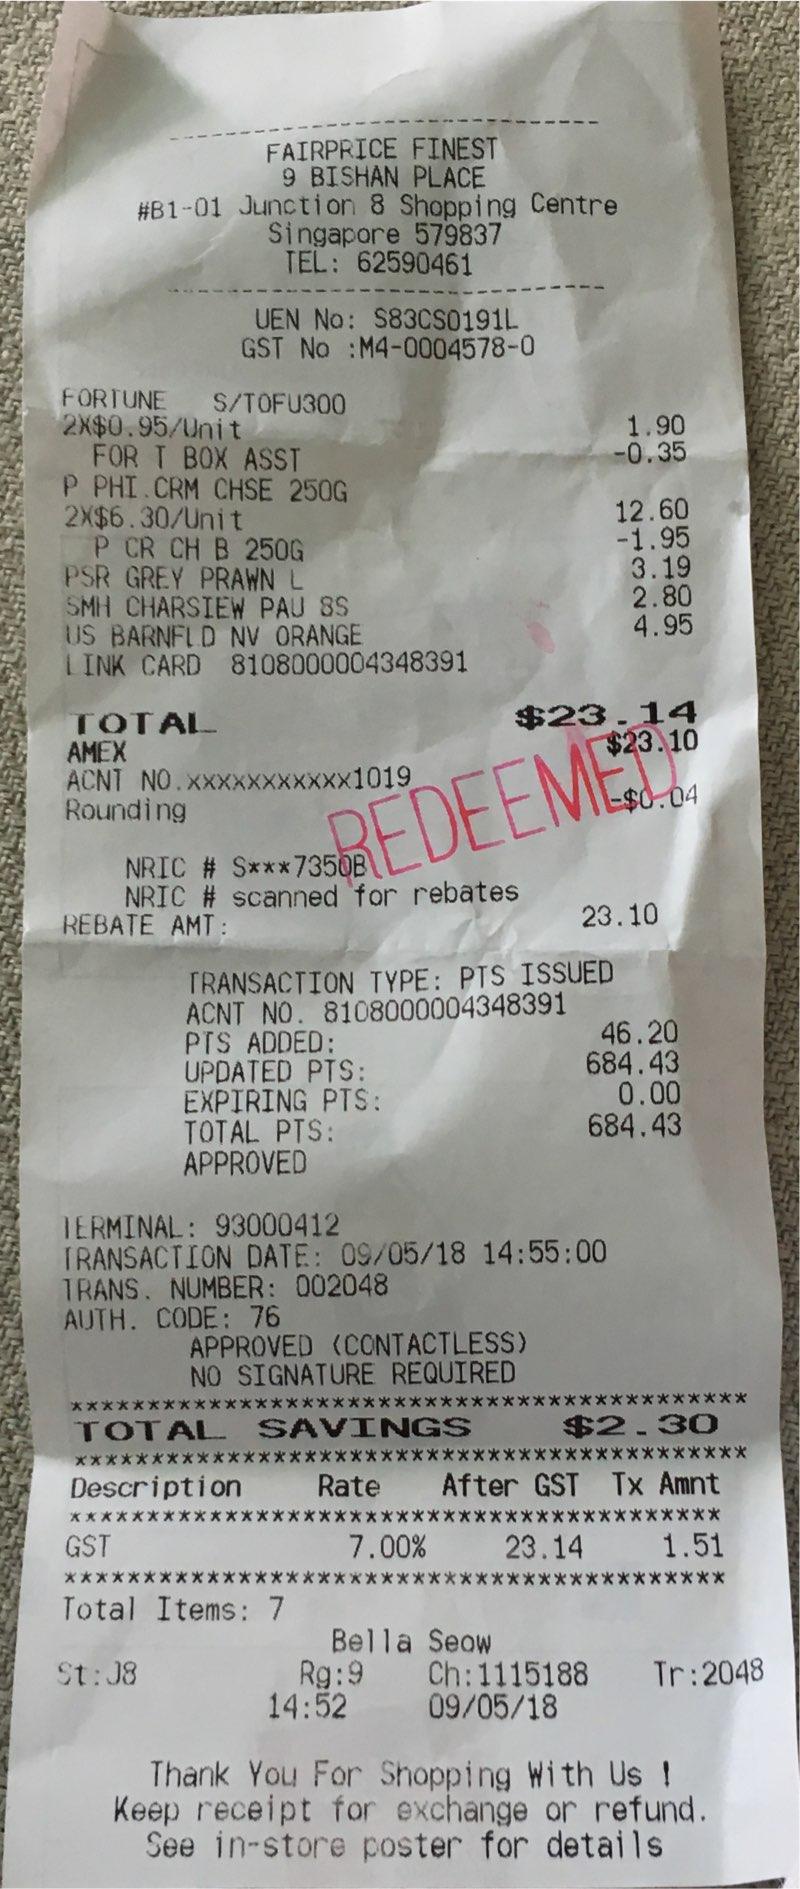 FAIRPRICE FINEST
9 BISHAN PLACE
#B1-01 Junction 8 Shopping Centre
Singapore 579837
TEL: 62590461
UEN No: S83CS0191L
GST No :M4-0004578-0
FORTUNE S/TOFU300
2X$0.95/Unit 1.90
FOR T BOX ASST -0.35
P PHI.CRM CHSE 250G
2X$6.30/Unit 12.60
P CR CH B 250G -1.95
PSR GREY PRAWN L 3.19
SMH CHARSIEW PAU 8S 2.80
US BARNFLD NV ORANGE 4.95
LINK CARD 8108000004348391
TOTAL $23.14
AMEX $23.10
ACNT NO.xxxxxxxxxxx1019
Rounding -$0.04
REDEEMED
NRIC # S***7350B
NRIC # scanned for rebates
REBATE AMT: 23.10
TRANSACTION TYPE: PTS ISSUED
ACNT NO. 8108000004348391
PTS ADDED: 46.20
UPDATED PTS: 684.43
EXPIRING PTS: 0.00
TOTAL PTS: 684.43
APPROVED
TERMINAL: 93000412
TRANSACTION DATE: 09/05/18 14:55:00
TRANS. NUMBER: 002048
AUTH. CODE: 76
APPROVED (CONTACTLESS)
NO SIGNATURE REQUIRED
*******************************************
TOTAL SAVINGS $2.30
*******************************************
Description Rate After GST Tx Amnt
******************************************
GST 7.00% 23.14 1.51
******************************************
Total Items: 7
Bella Seow
St:J8 Rg:9 Ch:1115188 Tr:2048
14:52 09/05/18
Thank You For Shopping With Us !
Keep receipt for exchange or refund.
See in-store poster for details